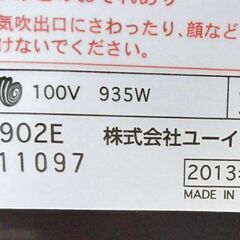 気吹出口にさわったり、顔など
けないでください。
100V 935W
902E 株式会社ユーイ
11097
2013
MADE IN